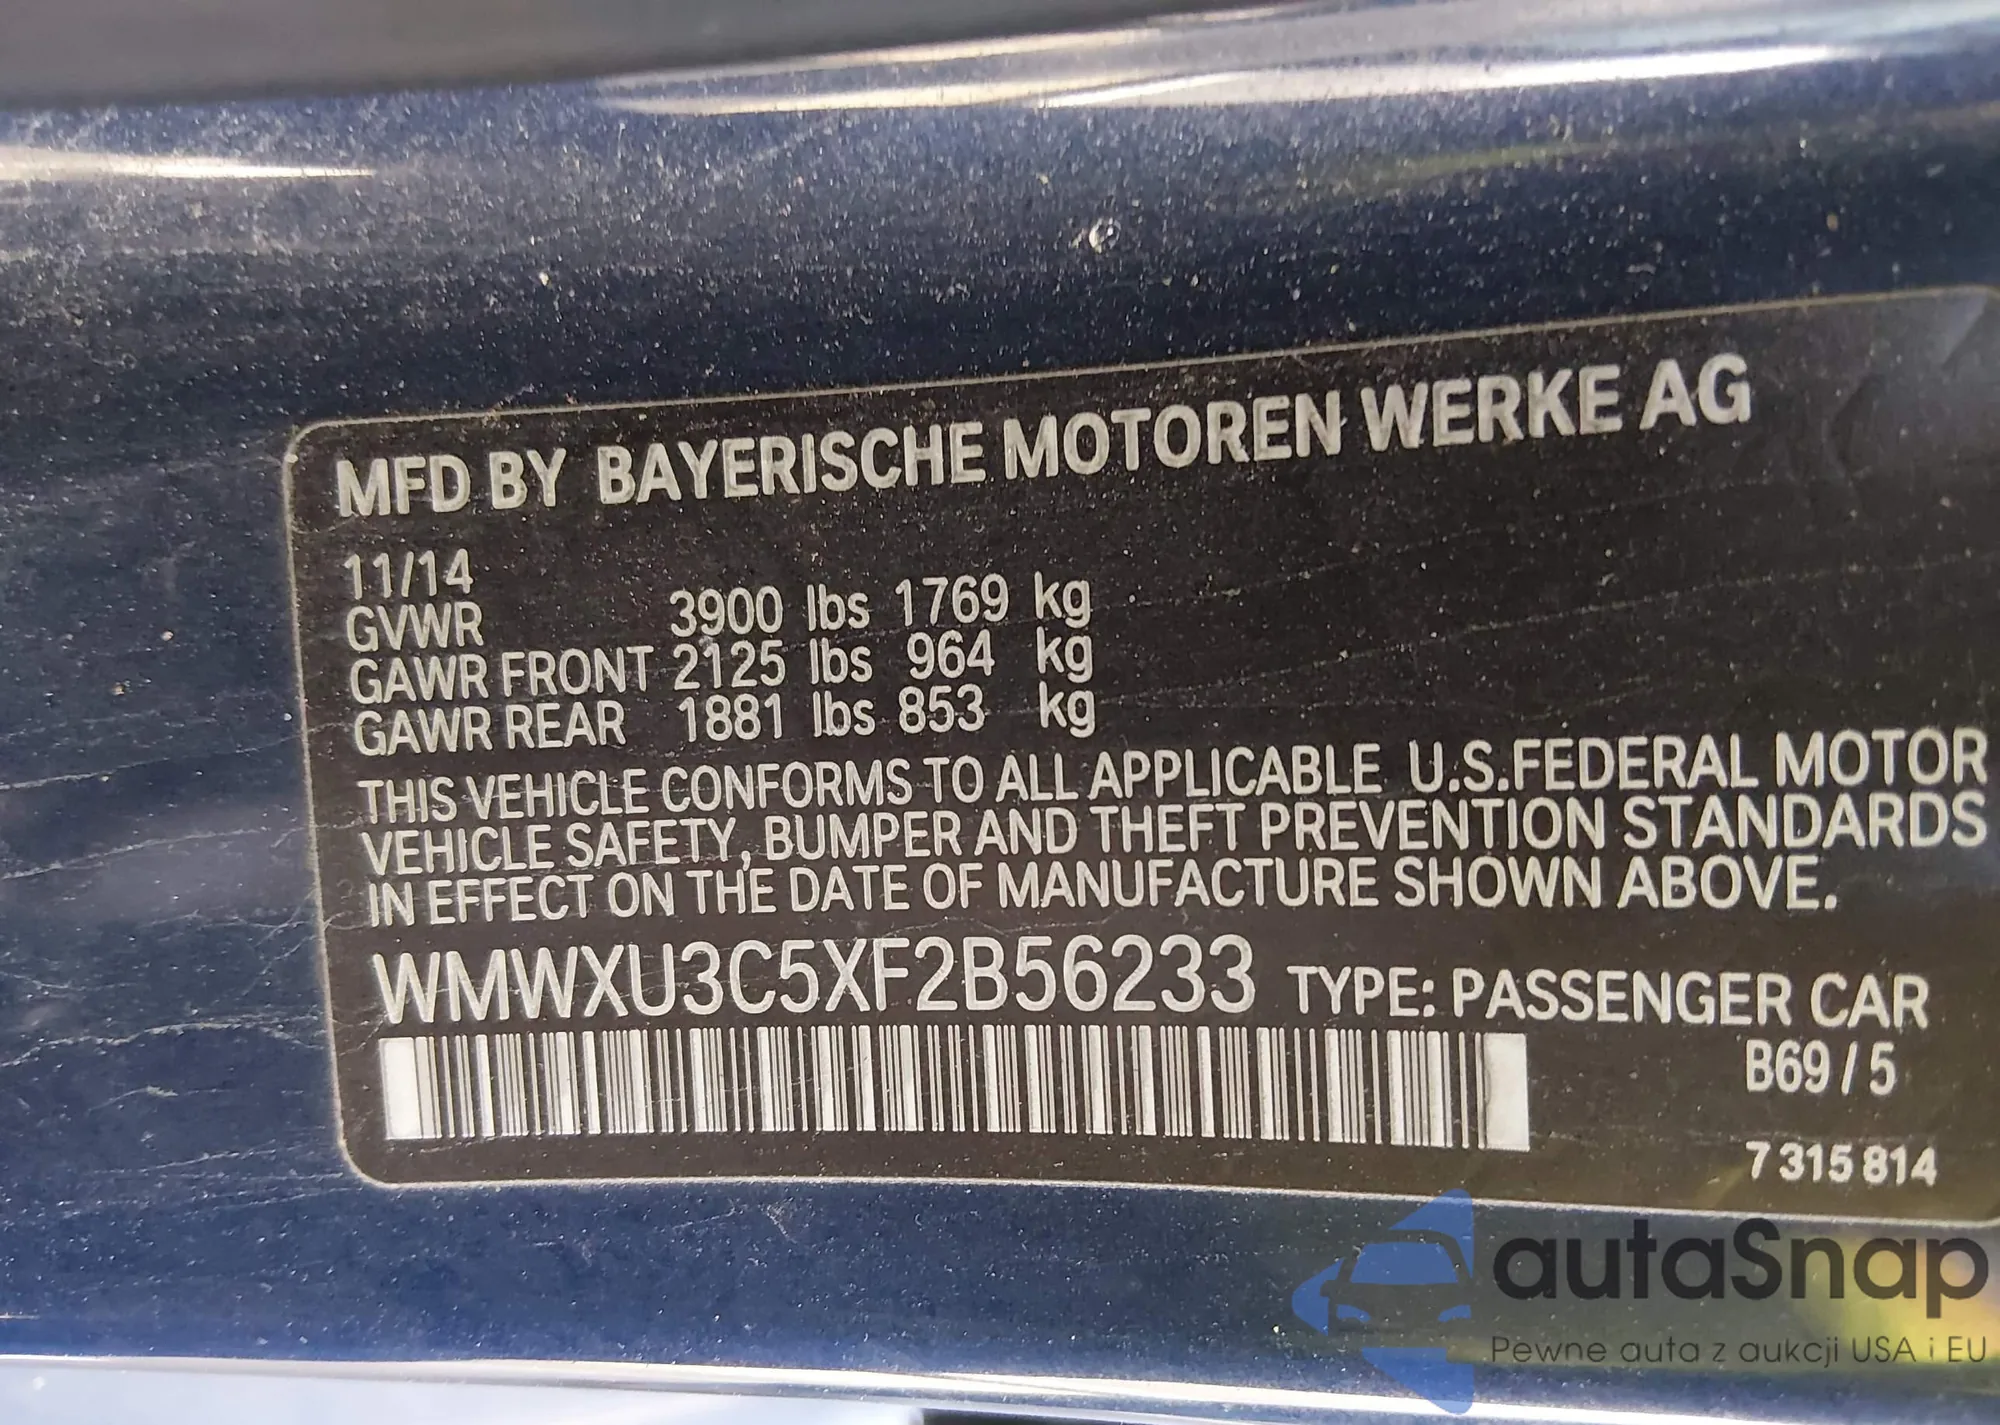 MFD BY BAYERISCHE MOTOREN WERKE AG
11/14
GVWR 3900 lbs 1769 kg
GAWR FRONT 2125 lbs 964 kg
GAWR REAR 1881 lbs 853 kg
THIS VEHICLE CONFORMS TO ALL APPLICABLE U.S.FEDERAL MOTOR
VEHICLE SAFETY, BUMPER AND THEFT PREVENTION STANDARDS
IN EFFECT ON THE DATE OF MANUFACTURE SHOWN ABOVE.
WMWXU3C5XF2B56233 TYPE: PASSENGER CAR
B69 / 5
7 315 814
autaSnap
Pewne auta z aukcji USA i EU